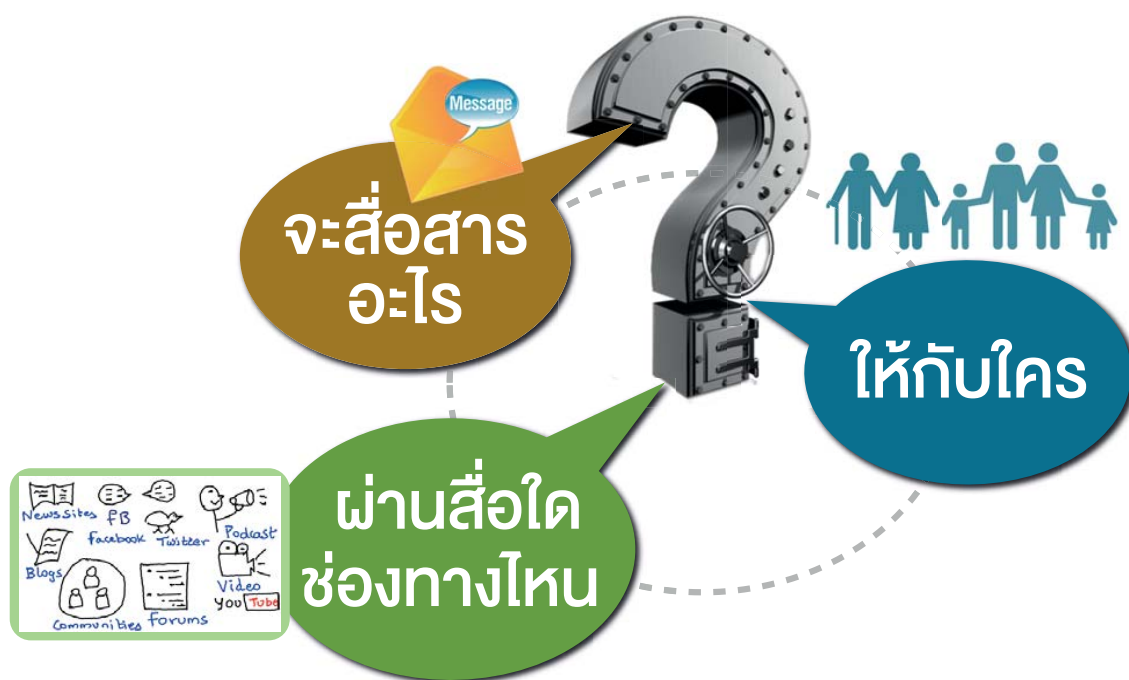 Message
จะสื่อสาร
อะไร
ให้กับใคร
ผ่านสื่อใด
ช่องทางไหน
News sites fB
facebook Twitter Podcast
Blogs
Video
You Tube
Communities forums